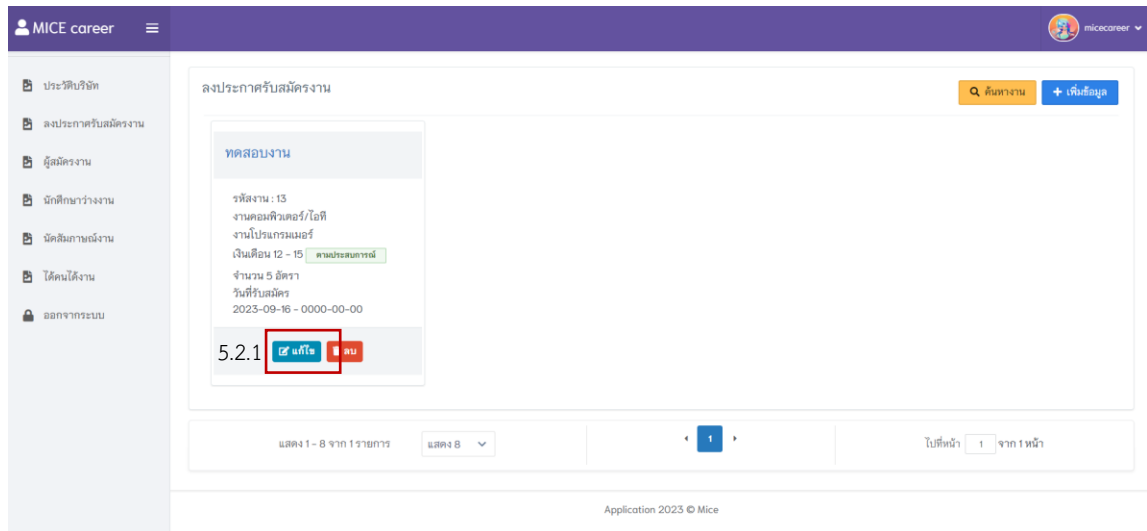 MICE career
micecareer
ประวัติบริษัท
ลงประกาศรับสมัครงาน
ผู้สมัครงาน
นักศึกษาว่างงาน
นัดสัมภาษณ์งาน
ได้คนได้งาน
ออกจากระบบ
ลงประกาศรับสมัครงาน
ค้นหางาน
+ เพิ่มข้อมูล
ทดสอบงาน
รหัสงาน : 13
งานคอมพิวเตอร์/ไอที
งานโปรแกรมเมอร์
เงินเดือน 12 - 15 ตามประสบการณ์
จำนวน 5 อัตรา
วันที่รับสมัคร
2023-09-16 - 0000-00-00
5.2.1 แก้ไข ลบ
แสดง 1 - 8 จาก 1 รายการ แสดง 8 1 ไปที่หน้า 1 จาก 1 หน้า
Application 2023 © Mice